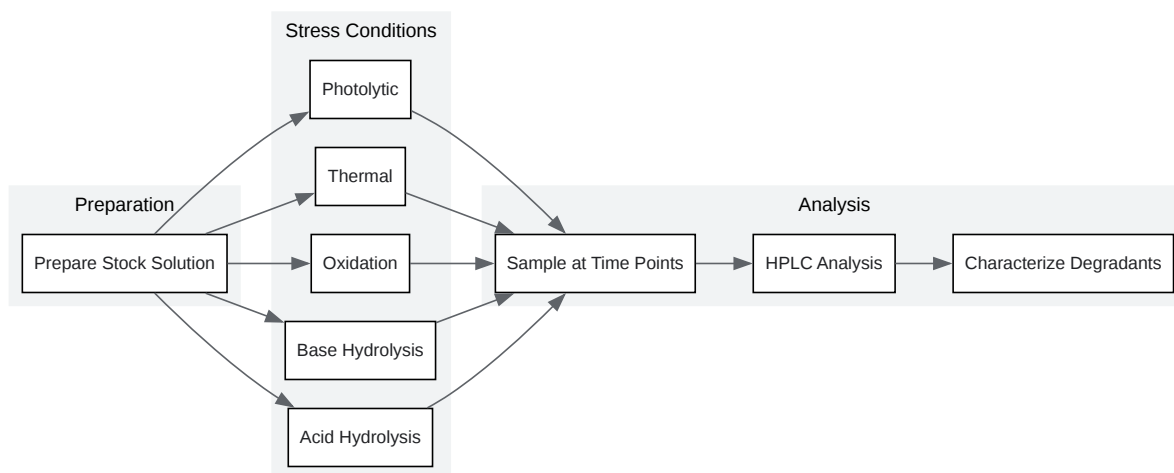 Stress Conditions
Photolytic
Thermal
Preparation
Analysis
Prepare Stock Solution
Oxidation
Sample at Time Points
HPLC Analysis
Characterize Degradants
Base Hydrolysis
Acid Hydrolysis